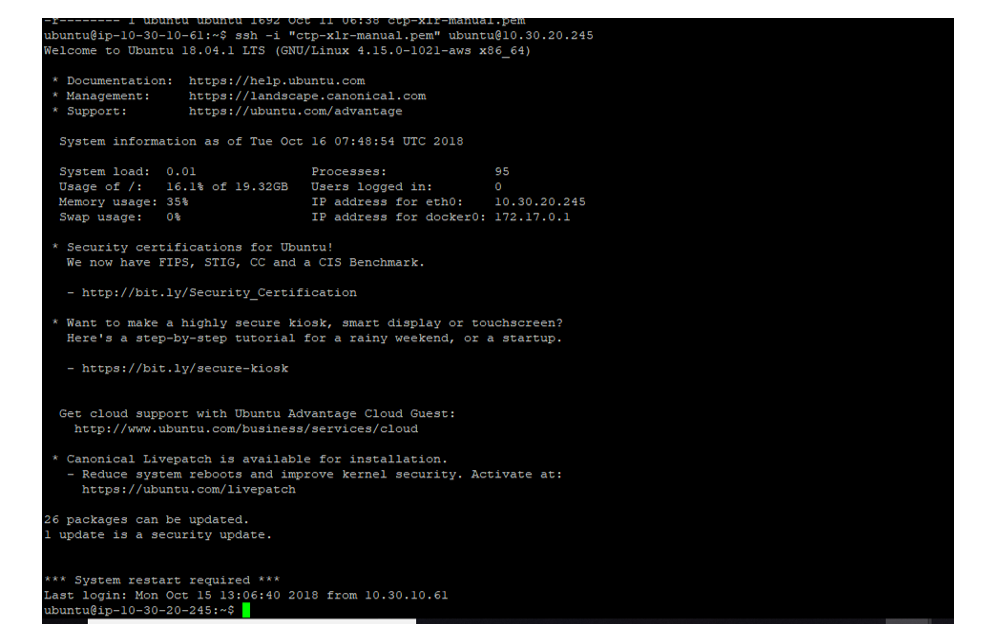 -r-------- 1 ubuntu ubuntu 1692 Oct 11 06:38 ctp-xlr-manual.pem
ubuntu@ip-10-30-10-61:~$ ssh -i "ctp-xlr-manual.pem" ubuntu@10.30.20.245
Welcome to Ubuntu 18.04.1 LTS (GNU/Linux 4.15.0-1021-aws x86_64)
* Documentation:  https://help.ubuntu.com
* Management:     https://landscape.canonical.com
* Support:        https://ubuntu.com/advantage
System information as of Tue Oct 16 07:48:54 UTC 2018
System load:  0.01               Processes:              95
Usage of /:   16.1% of 19.32GB   Users logged in:        0
Memory usage: 35%                IP address for eth0:    10.30.20.245
Swap usage:   0%                 IP address for docker0: 172.17.0.1
* Security certifications for Ubuntu!
We now have FIPS, STIG, CC and a CIS Benchmark.
- http://bit.ly/Security_Certification
* Want to make a highly secure kiosk, smart display or touchscreen?
Here's a step-by-step tutorial for a rainy weekend, or a startup.
- https://bit.ly/secure-kiosk
Get cloud support with Ubuntu Advantage Cloud Guest:
http://www.ubuntu.com/business/services/cloud
* Canonical Livepatch is available for installation.
- Reduce system reboots and improve kernel security. Activate at:
https://ubuntu.com/livepatch
26 packages can be updated.
1 update is a security update.
*** System restart required ***
Last login: Mon Oct 15 13:06:40 2018 from 10.30.10.61
ubuntu@ip-10-30-20-245:~$